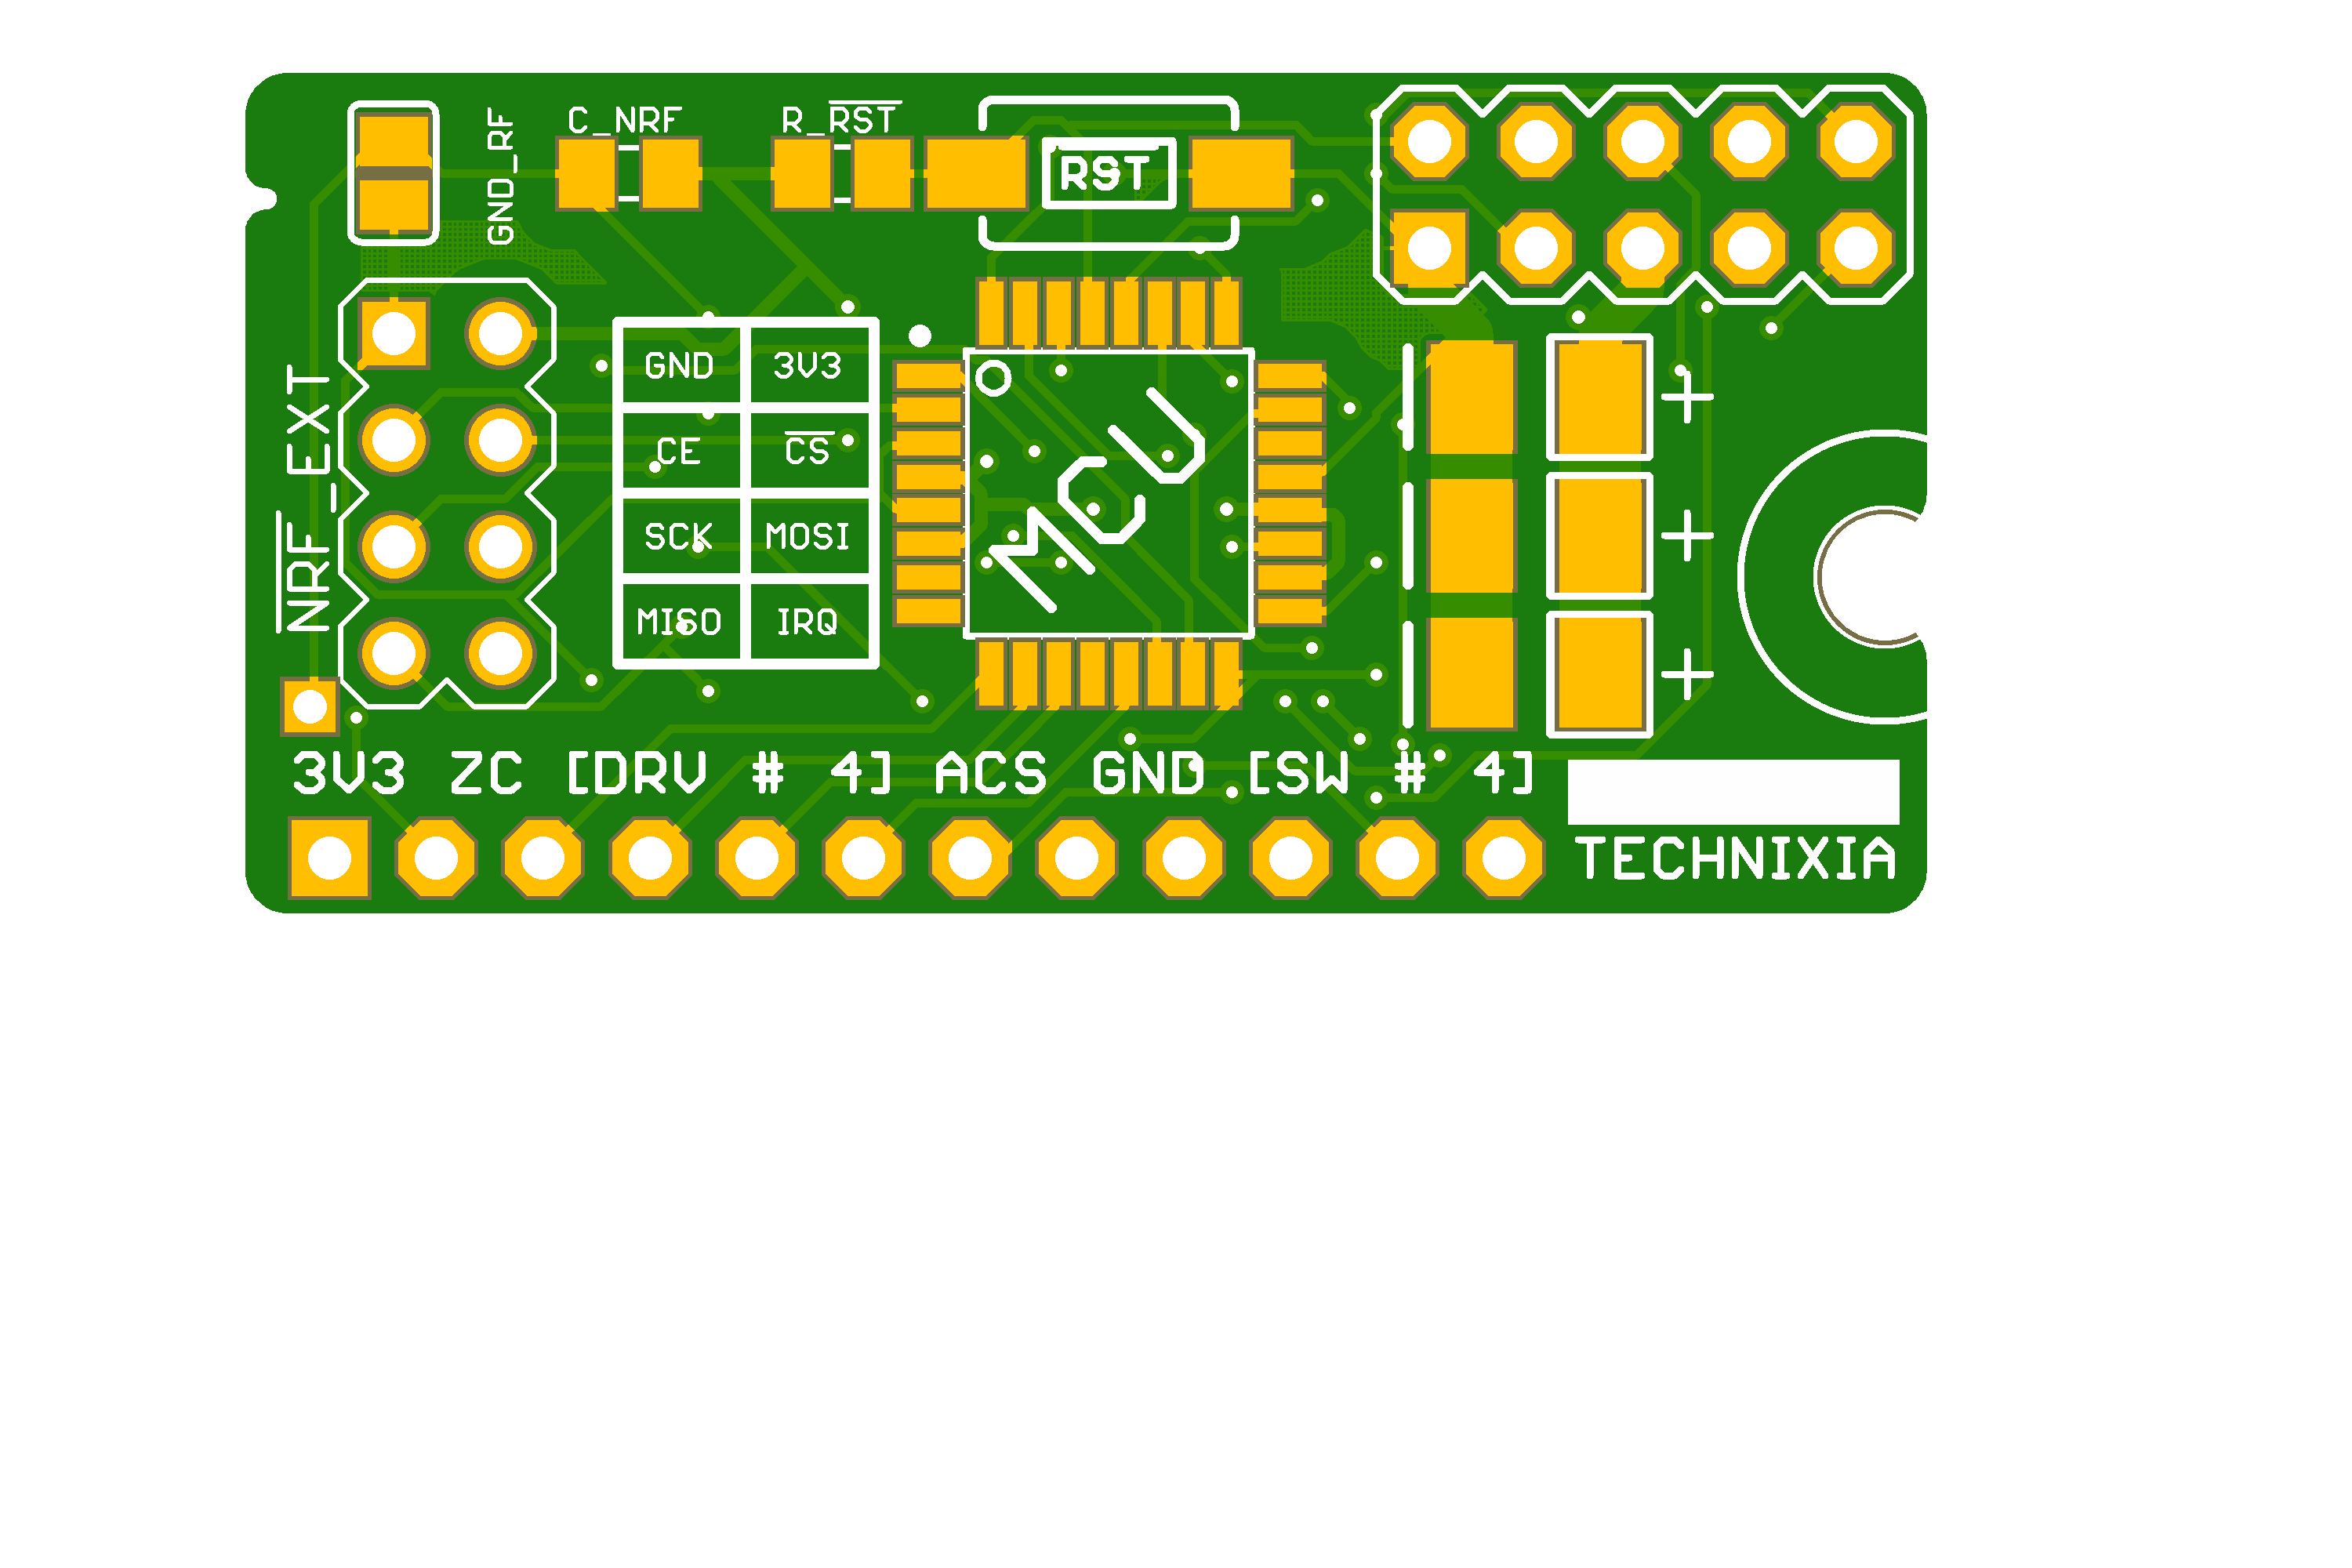 C_NRF R_RST
GND_RF
RST
GND 3V3
CE CS
SCK MOSI
MISO IRQ
MCU
NRF_EXT
+
+
+
3V3 ZC [DRV # 4] ACS GND [SW # 4]
TECHNIXIA